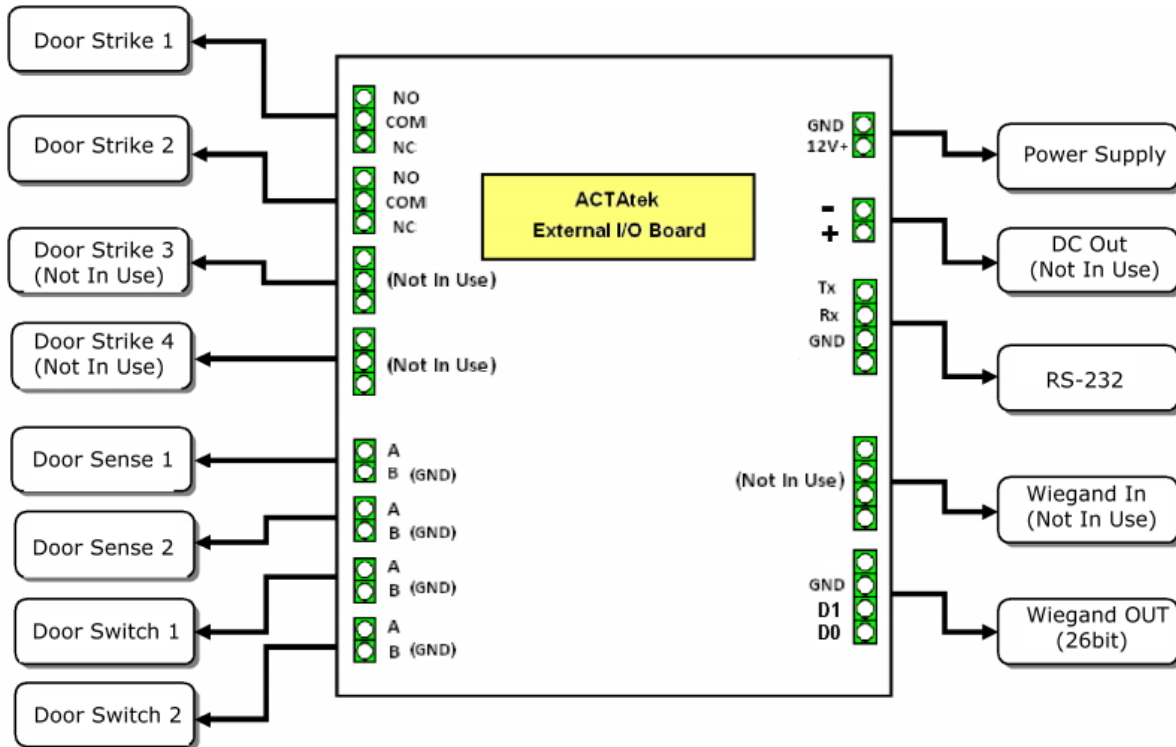 Door Strike 1
Door Strike 2
Door Strike 3
(Not In Use)
Door Strike 4
(Not In Use)
Door Sense 1
Door Sense 2
Door Switch 1
Door Switch 2
NO
COM
NC
NO
COM
NC
(Not In Use)
(Not In Use)
A
B (GND)
A
B (GND)
A
B (GND)
A
B (GND)
ACTAtek
External I/O Board
GND
12V+
-
+
Tx
Rx
GND
(Not In Use)
GND
D1
D0
Power Supply
DC Out
(Not In Use)
RS-232
Wiegand In
(Not In Use)
Wiegand OUT
(26bit)